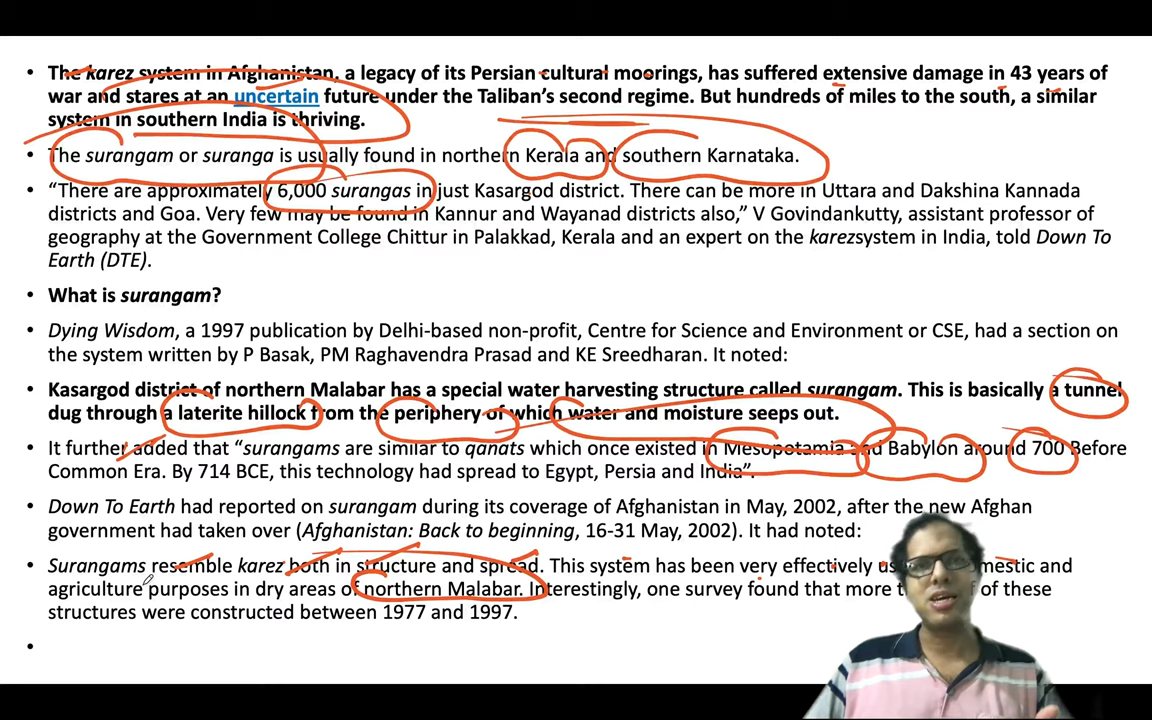 • The karez system in Afghanistan, a legacy of its Persian cultural moorings, has suffered extensive damage in 43 years of
war and stares at an uncertain future under the Taliban's second regime. But hundreds of miles to the south, a similar
system in southern India is thriving.
• The surangam or suranga is usually found in northern Kerala and southern Karnataka.
• “There are approximately 6,000 surangas in just Kasargod district. There can be more in Uttara and Dakshina Kannada
districts and Goa. Very few may be found in Kannur and Wayanad districts also,” V Govindankutty, assistant professor of
geography at the Government College Chittur in Palakkad, Kerala and an expert on the karezsystem in India, told Down To
Earth (DTE).
• What is surangam?
• Dying Wisdom, a 1997 publication by Delhi-based non-profit, Centre for Science and Environment or CSE, had a section on
the system written by P Basak, PM Raghavendra Prasad and KE Sreedharan. It noted:
• Kasargod district of northern Malabar has a special water harvesting structure called surangam. This is basically a tunnel
dug through a laterite hillock from the periphery of which water and moisture seeps out.
• It further added that “surangams are similar to qanats which once existed in Mesopotamia and Babylon around 700 Before
Common Era. By 714 BCE, this technology had spread to Egypt, Persia and India”.
• Down To Earth had reported on surangam during its coverage of Afghanistan in May, 2002, after the new Afghan
government had taken over (Afghanistan: Back to beginning, 16-31 May, 2002). It had noted:
• Surangams resemble karez both in structure and spread. This system has been very effectively and
agriculture purposes in dry areas of northern Malabar. Interestingly, one survey found that more of these
structures were constructed between 1977 and 1997.
•